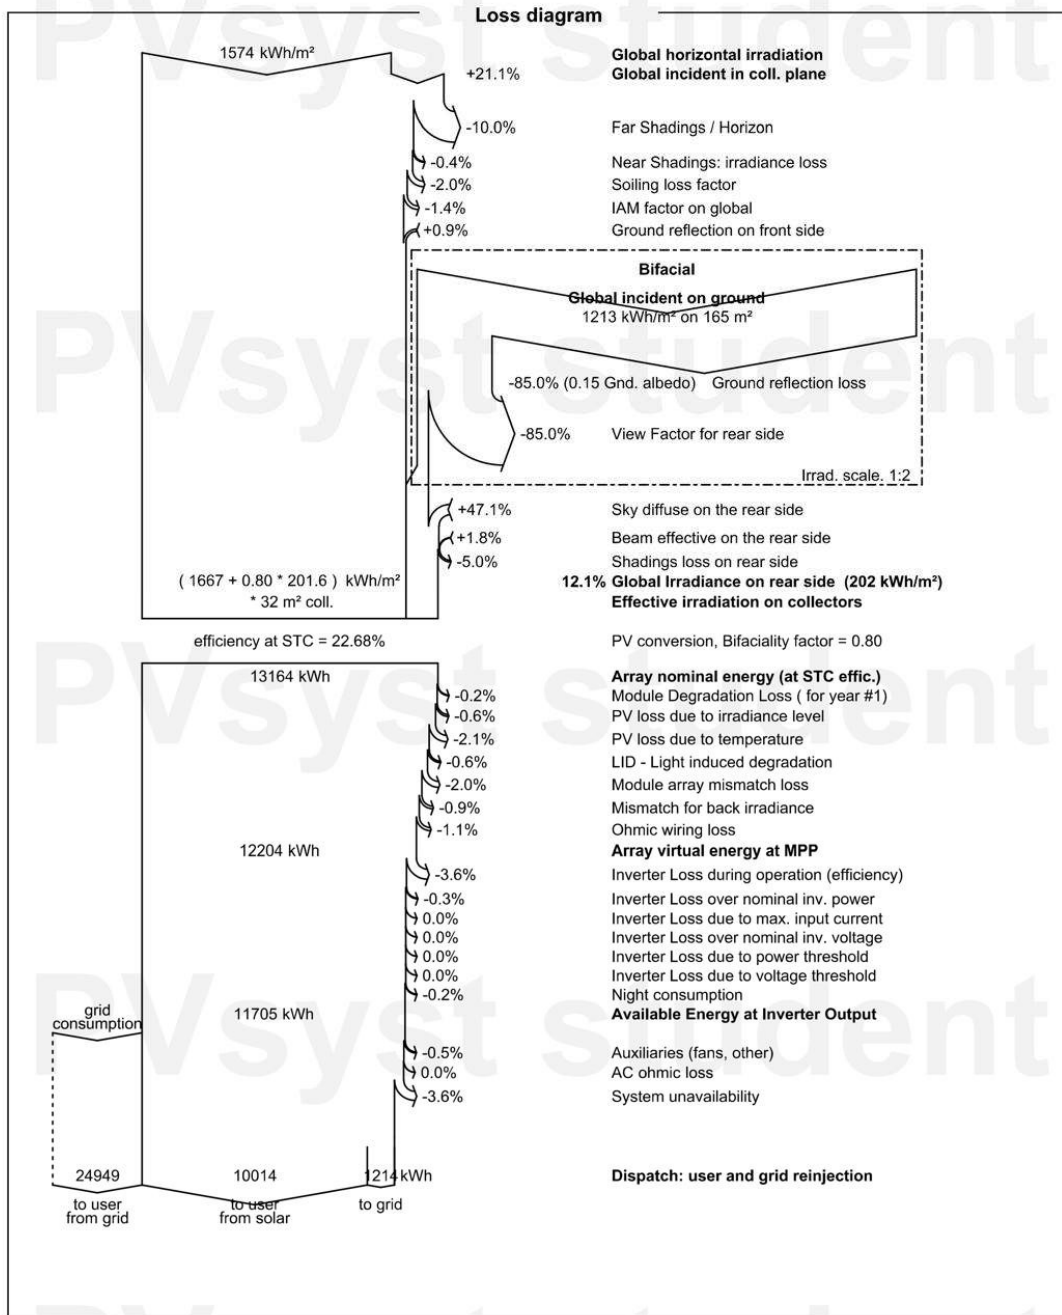 Loss diagram
1574 kWh/m²
Global horizontal irradiation
+21.1% Global incident in coll. plane
-10.0% Far Shadings / Horizon
-0.4% Near Shadings: irradiance loss
-2.0% Soiling loss factor
-1.4% IAM factor on global
+0.9% Ground reflection on front side
Bifacial
Global incident on ground
1213 kWh/m² on 165 m²
-85.0% (0.15 Gnd. albedo) Ground reflection loss
-85.0% View Factor for rear side
Irrad. scale. 1:2
+47.1% Sky diffuse on the rear side
+1.8% Beam effective on the rear side
-5.0% Shadings loss on rear side
( 1667 + 0.80 * 201.6 ) kWh/m² 12.1% Global Irradiance on rear side (202 kWh/m²)
* 32 m² coll. Effective irradiation on collectors
efficiency at STC = 22.68% PV conversion, Bifaciality factor = 0.80
13164 kWh Array nominal energy (at STC effic.)
-0.2% Module Degradation Loss ( for year #1)
-0.6% PV loss due to irradiance level
-2.1% PV loss due to temperature
-0.6% LID - Light induced degradation
-2.0% Module array mismatch loss
-0.9% Mismatch for back irradiance
-1.1% Ohmic wiring loss
12204 kWh Array virtual energy at MPP
-3.6% Inverter Loss during operation (efficiency)
-0.3% Inverter Loss over nominal inv. power
0.0% Inverter Loss due to max. input current
0.0% Inverter Loss over nominal inv. voltage
0.0% Inverter Loss due to power threshold
0.0% Inverter Loss due to voltage threshold
-0.2% Night consumption
grid
consumption
11705 kWh Available Energy at Inverter Output
-0.5% Auxiliaries (fans, other)
0.0% AC ohmic loss
-3.6% System unavailability
24949 10014 1214 kWh Dispatch: user and grid reinjection
to user
from grid
to user
from solar
to grid
PVsyst student
PVsyst student
PVsyst student
PVsyst student